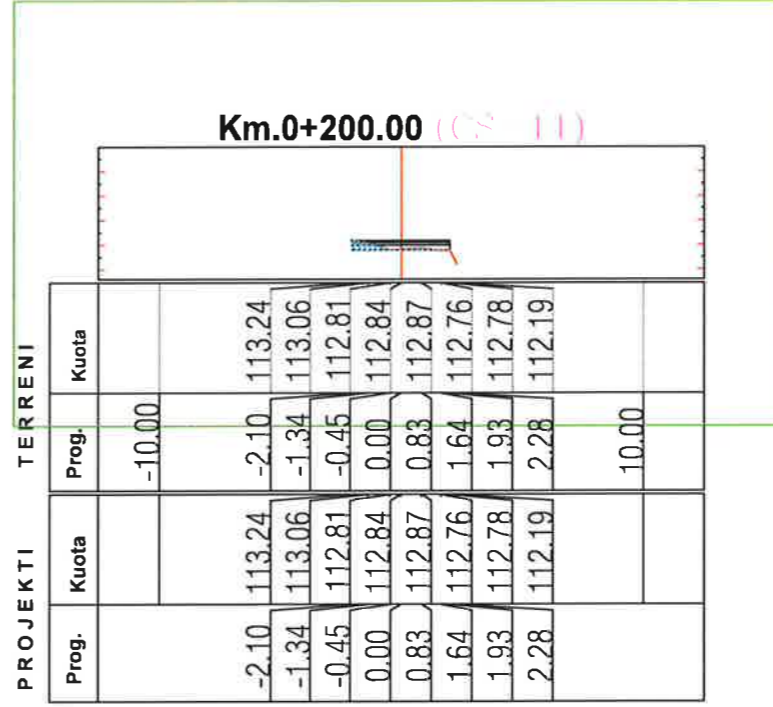 Km.0+200.00 (CS 11)
TERRENI
Kuota
113.24 113.06 112.81 112.84 112.87 112.76 112.78 112.19
Prog.
-10.00 -2.10 -1.34 -0.45 0.00 0.83 1.64 1.93 2.28 10.00
PROJEKTI
Kuota
113.24 113.06 112.81 112.84 112.87 112.76 112.78 112.19
Prog.
-2.10 -1.34 -0.45 0.00 0.83 1.64 1.93 2.28